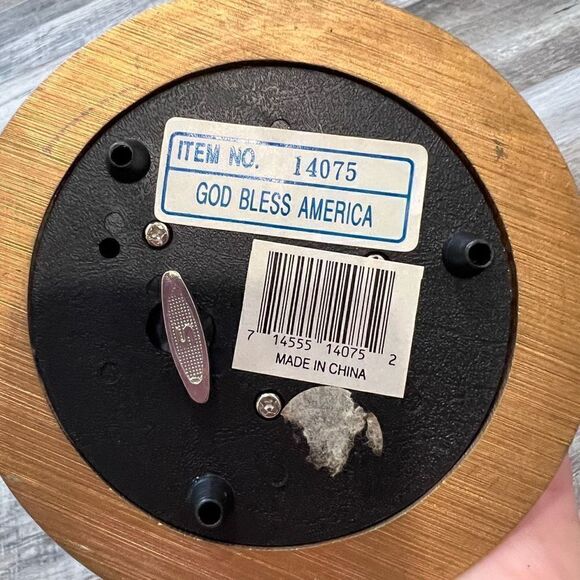 ITEM NO. 14075
GOD BLESS AMERICA
7 14555 14075 2
MADE IN CHINA